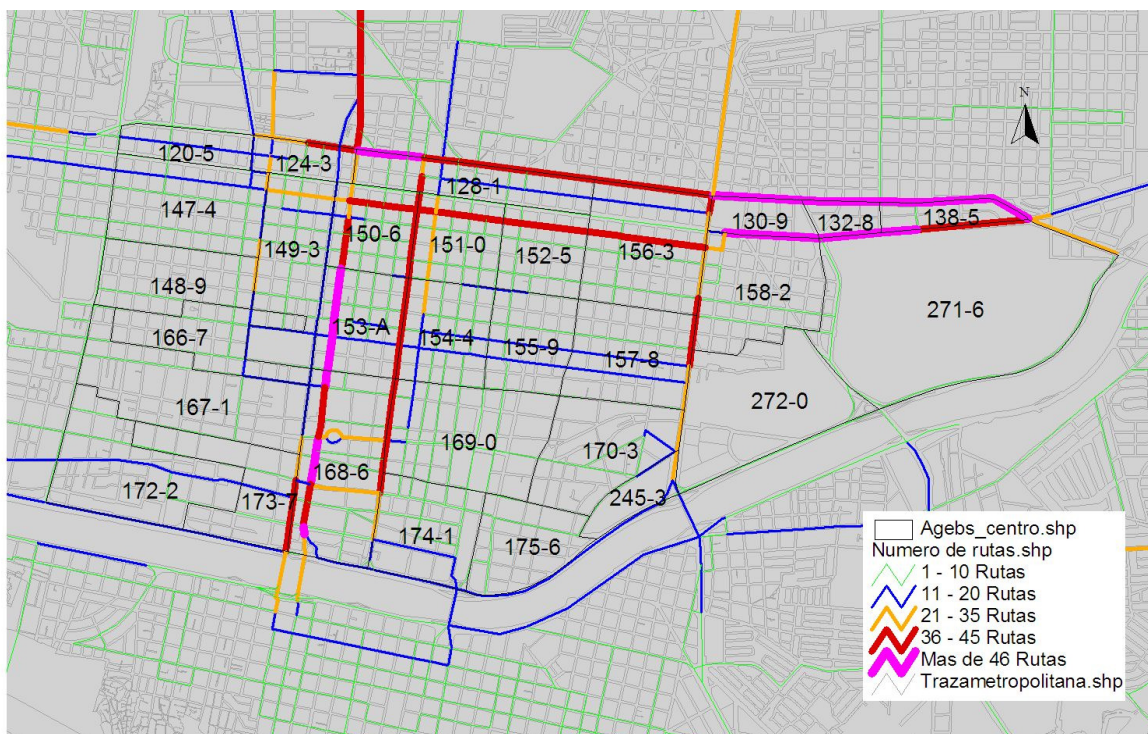 N
120-5
124-3
128-1
147-4
149-3
150-6
151-0
152-5
156-3
130-9
132-8
138-5
148-9
158-2
271-6
166-7
153-A
154-4
155-9
157-8
167-1
272-0
169-0
170-3
168-6
172-2
173-7
245-3
174-1
175-6
Agebs_centro.shp
Numero de rutas.shp
1 - 10 Rutas
11 - 20 Rutas
21 - 35 Rutas
36 - 45 Rutas
Mas de 46 Rutas
Trazametropolitana.shp